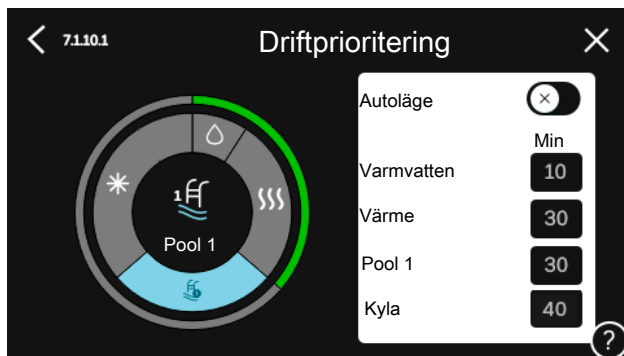 7.1.10.1 Driftprioritering
Autoläge
Min
Varmvatten 10
Värme 30
Pool 1 30
Kyla 40
1
Pool 1
?